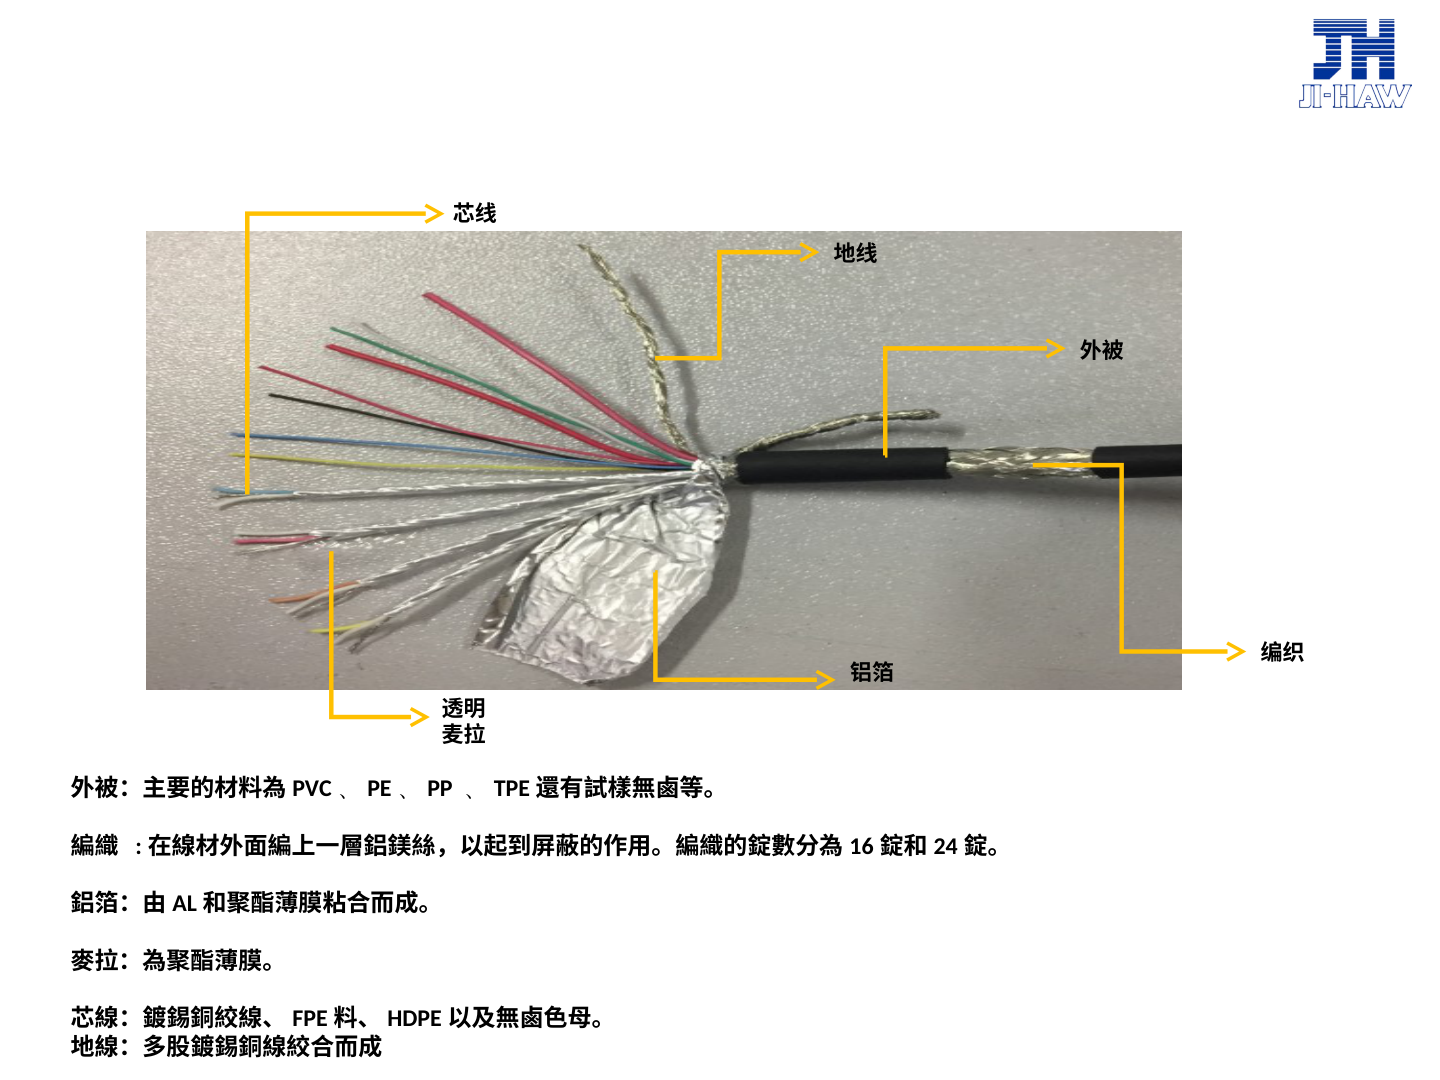 JH
JI-HAW
芯线
地线
外被
编织
铝箔
透明
麦拉
外被：主要的材料為 PVC 、 PE 、 PP 、 TPE 還有試樣無鹵等。
編織 : 在線材外面編上一層鋁鎂絲，以起到屏蔽的作用。編織的錠數分為 16 錠和 24 錠。
鋁箔：由 AL 和聚酯薄膜粘合而成。
麥拉：為聚酯薄膜。
芯線：鍍錫銅絞線、 FPE 料、 HDPE 以及無鹵色母。
地線：多股鍍錫銅線絞合而成